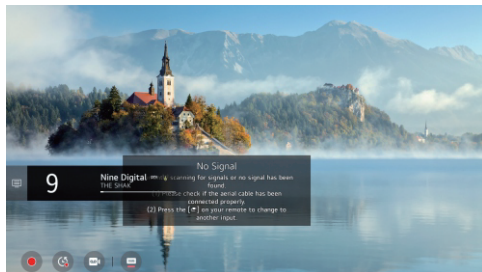 No Signal
scanning for signals or no signal has been
found.
Please check if the aerial cable has been
connected properly.
[2] Press the [ ] on your remote to change to
another input.
9
Nine Digital
THE SHAK